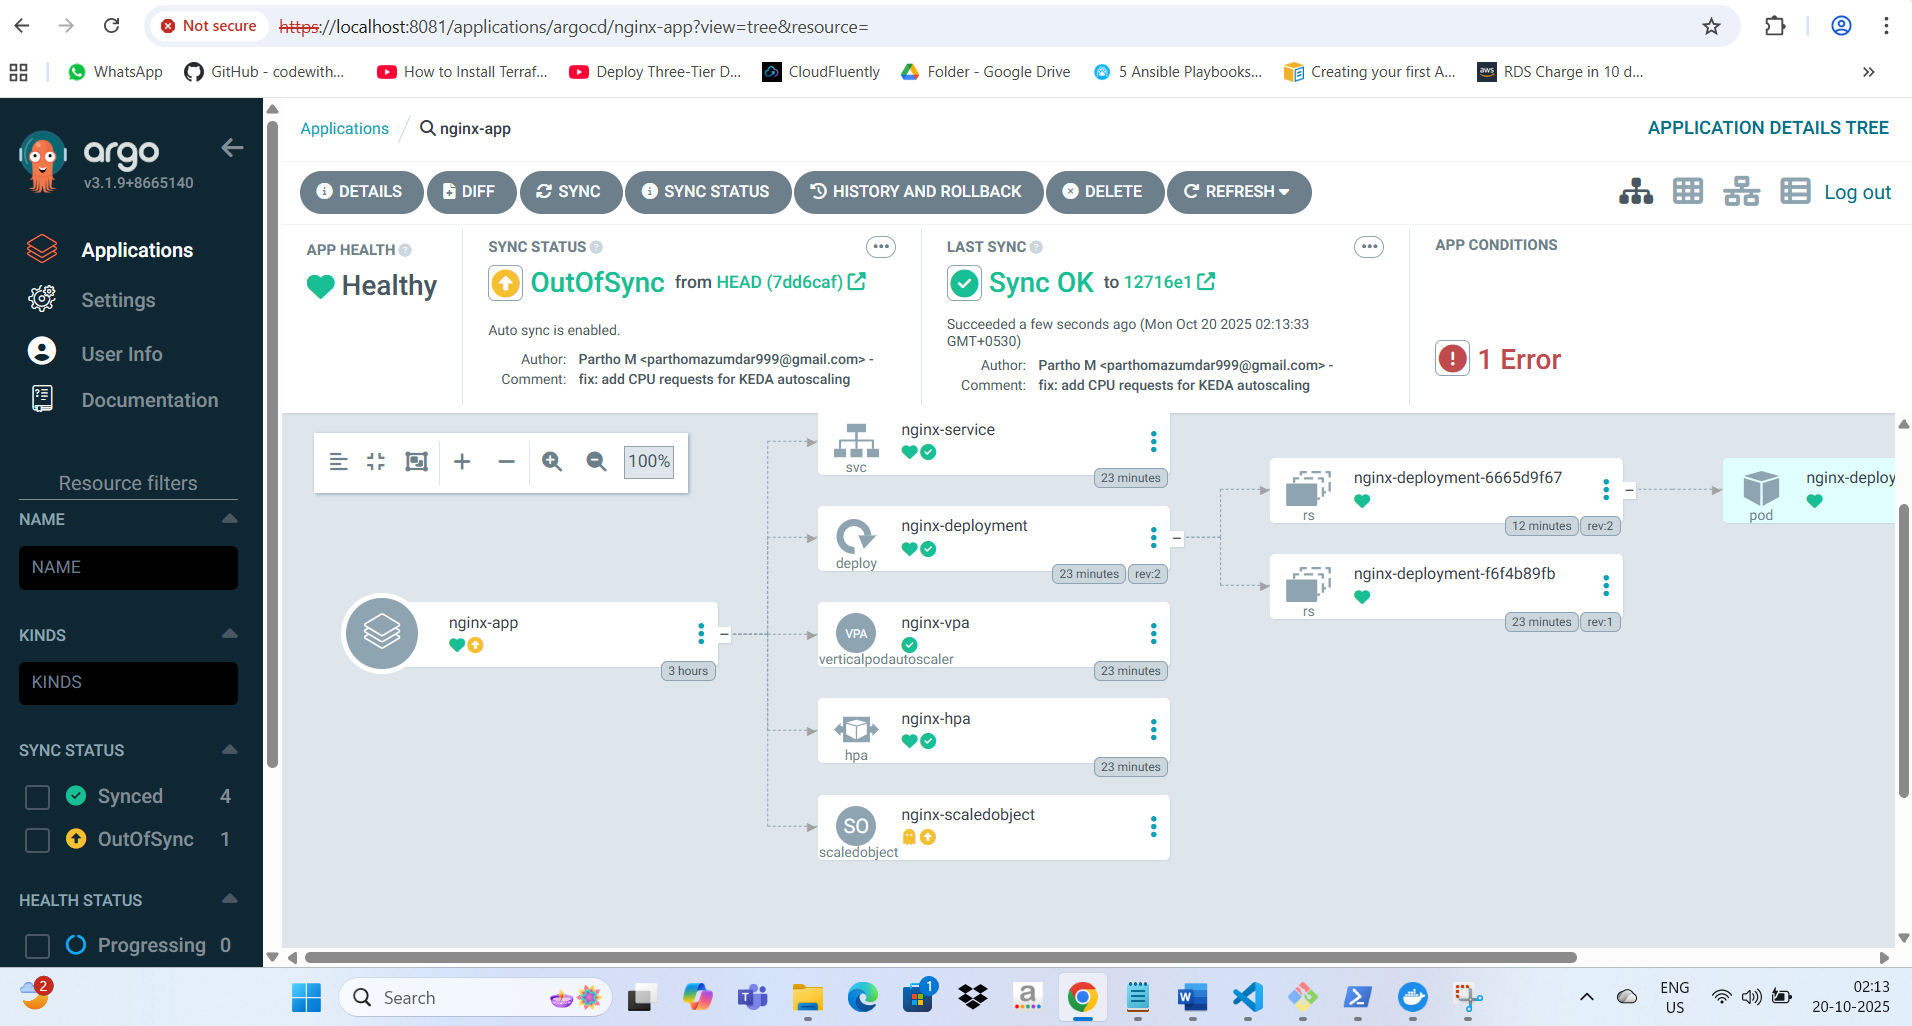 Not secure
https://localhost:8081/applications/argocd/nginx-app?view=tree&resource=
WhatsApp
GitHub - codewith...
How to Install Terraf...
Deploy Three-Tier D...
CloudFluently
Folder - Google Drive
5 Ansible Playbooks...
Creating your first A...
aws
RDS Charge in 10 d...
»
argo
v3.1.9+8665140
Applications
Settings
User Info
Documentation
Resource filters
NAME
NAME
KINDS
KINDS
SYNC STATUS
Synced 4
OutOfSync 1
HEALTH STATUS
Progressing 0
Applications / nginx-app
APPLICATION DETAILS TREE
DETAILS
DIFF
SYNC
SYNC STATUS
HISTORY AND ROLLBACK
DELETE
REFRESH
Log out
APP HEALTH
Healthy
SYNC STATUS
OutOfSync from HEAD (7dd6caf)
Auto sync is enabled.
Author: Partho M <parthomazumdar999@gmail.com> -
Comment: fix: add CPU requests for KEDA autoscaling
LAST SYNC
Sync OK to 12716e1
Succeeded a few seconds ago (Mon Oct 20 2025 02:13:33
GMT+0530)
Author: Partho M <parthomazumdar999@gmail.com> -
Comment: fix: add CPU requests for KEDA autoscaling
APP CONDITIONS
1 Error
100%
nginx-app
3 hours
nginx-service
svc
23 minutes
nginx-deployment
deploy
23 minutes
rev:2
VPA
nginx-vpa
verticalpodautoscaler
23 minutes
nginx-hpa
hpa
23 minutes
SO
nginx-scaledobject
scaledobject
nginx-deployment-6665d9f67
rs
12 minutes
rev:2
nginx-deployment-f6f4b89fb
rs
23 minutes
rev:1
nginx-deploy
pod
2
Search
1
ENG
US
02:13
20-10-2025